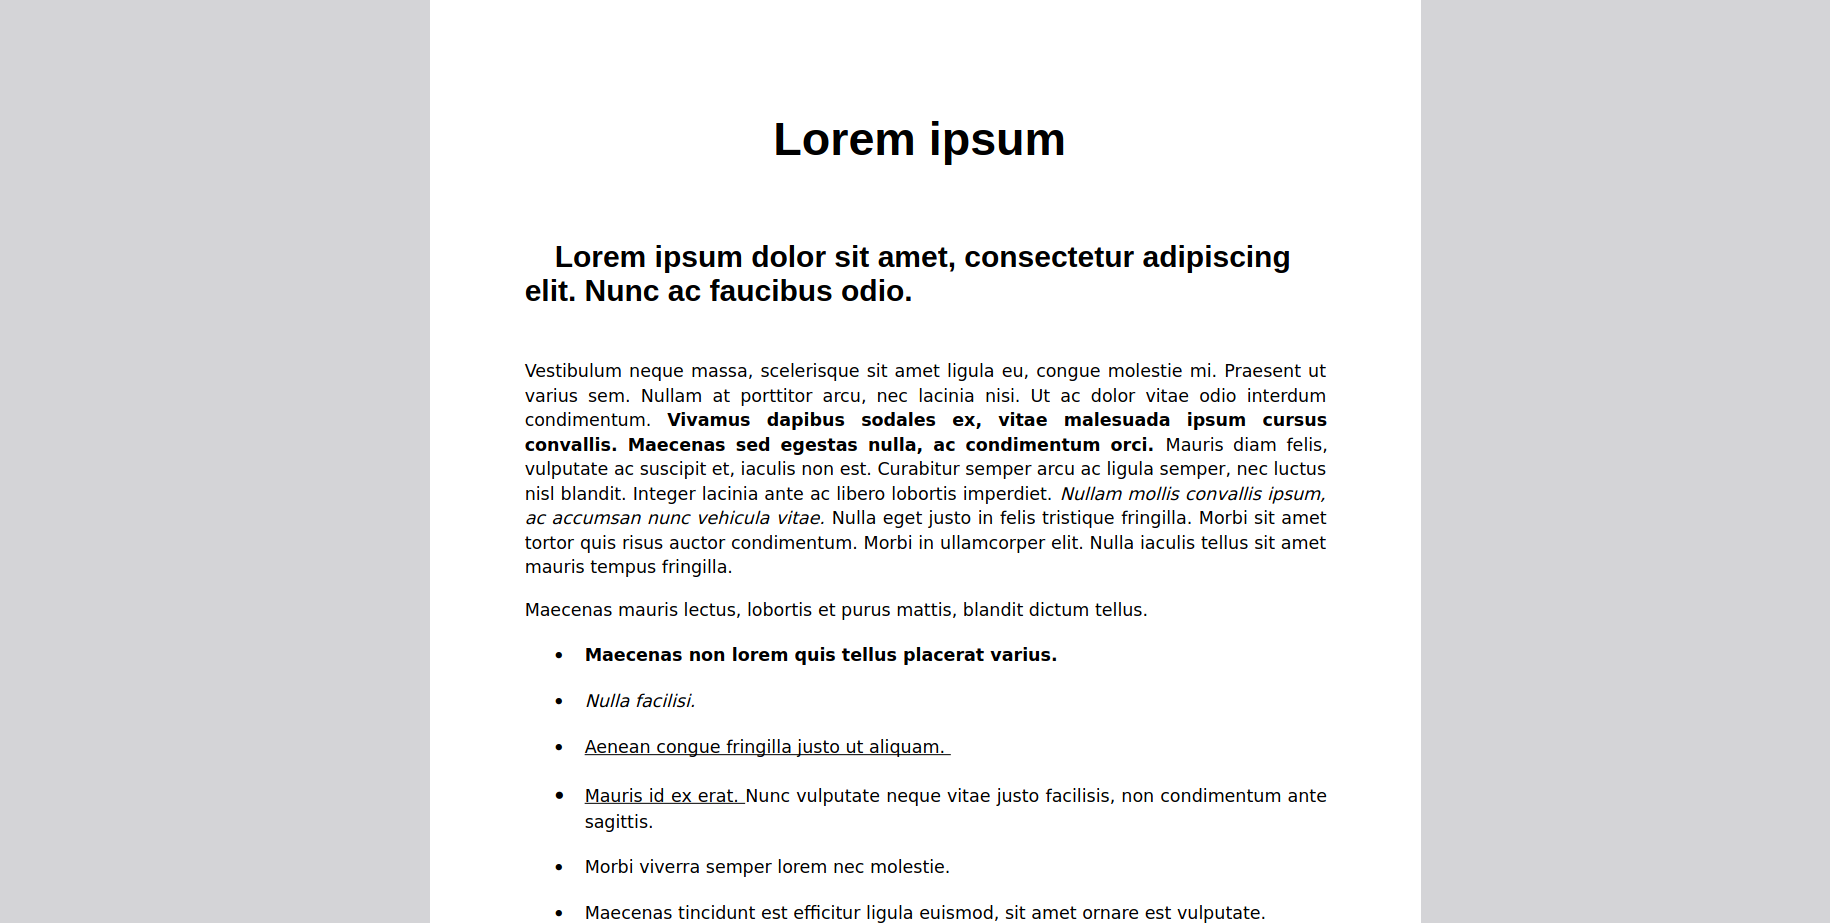 Lorem ipsum
Lorem ipsum dolor sit amet, consectetur adipiscing
elit. Nunc ac faucibus odio.
Vestibulum neque massa, scelerisque sit amet ligula eu, congue molestie mi. Praesent ut
varius sem. Nullam at porttitor arcu, nec lacinia nisi. Ut ac dolor vitae odio interdum
condimentum. Vivamus dapibus sodales ex, vitae malesuada ipsum cursus
convallis. Maecenas sed egestas nulla, ac condimentum orci. Mauris diam felis,
vulputate ac suscipit et, iaculis non est. Curabitur semper arcu ac ligula semper, nec luctus
nisl blandit. Integer lacinia ante ac libero lobortis imperdiet. Nullam mollis convallis ipsum,
ac accumsan nunc vehicula vitae. Nulla eget justo in felis tristique fringilla. Morbi sit amet
tortor quis risus auctor condimentum. Morbi in ullamcorper elit. Nulla iaculis tellus sit amet
mauris tempus fringilla.
Maecenas mauris lectus, lobortis et purus mattis, blandit dictum tellus.
• Maecenas non lorem quis tellus placerat varius.
• Nulla facilisi.
• Aenean congue fringilla justo ut aliquam.
• Mauris id ex erat. Nunc vulputate neque vitae justo facilisis, non condimentum ante
sagittis.
• Morbi viverra semper lorem nec molestie.
• Maecenas tincidunt est efficitur ligula euismod, sit amet ornare est vulputate.